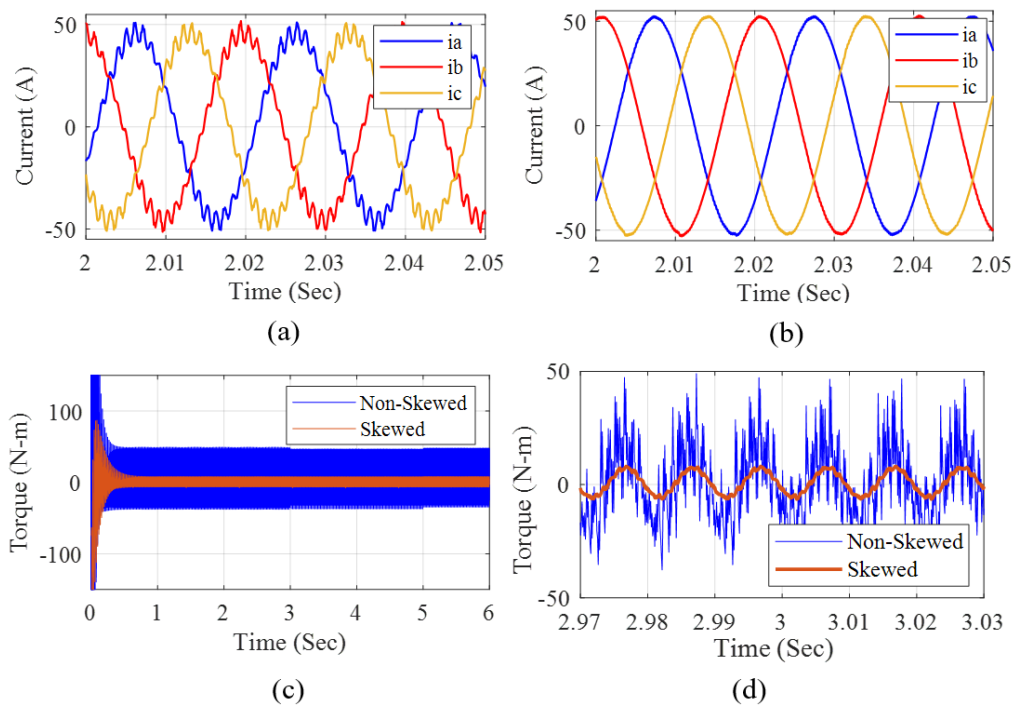 50
0
-50
Current (A)
ia
ib
ic
2
2.01
2.02
2.03
2.04
2.05
Time (Sec)
(a)
50
0
-50
Current (A)
ia
ib
ic
2
2.01
2.02
2.03
2.04
2.05
Time (Sec)
(b)
100
0
-100
Torque (N-m)
Non-Skewed
Skewed
0
1
2
3
4
5
6
Time (Sec)
(c)
50
0
-50
Torque (N-m)
Non-Skewed
Skewed
2.97
2.98
2.99
3
3.01
3.02
3.03
Time (Sec)
(d)